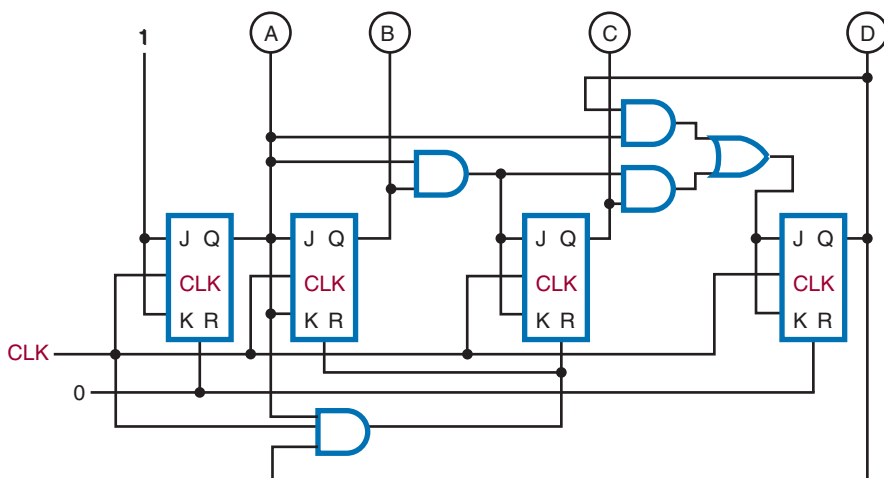 1 A B C D
J Q J Q J Q J Q
CLK CLK CLK CLK
K R K R K R K R
CLK
0